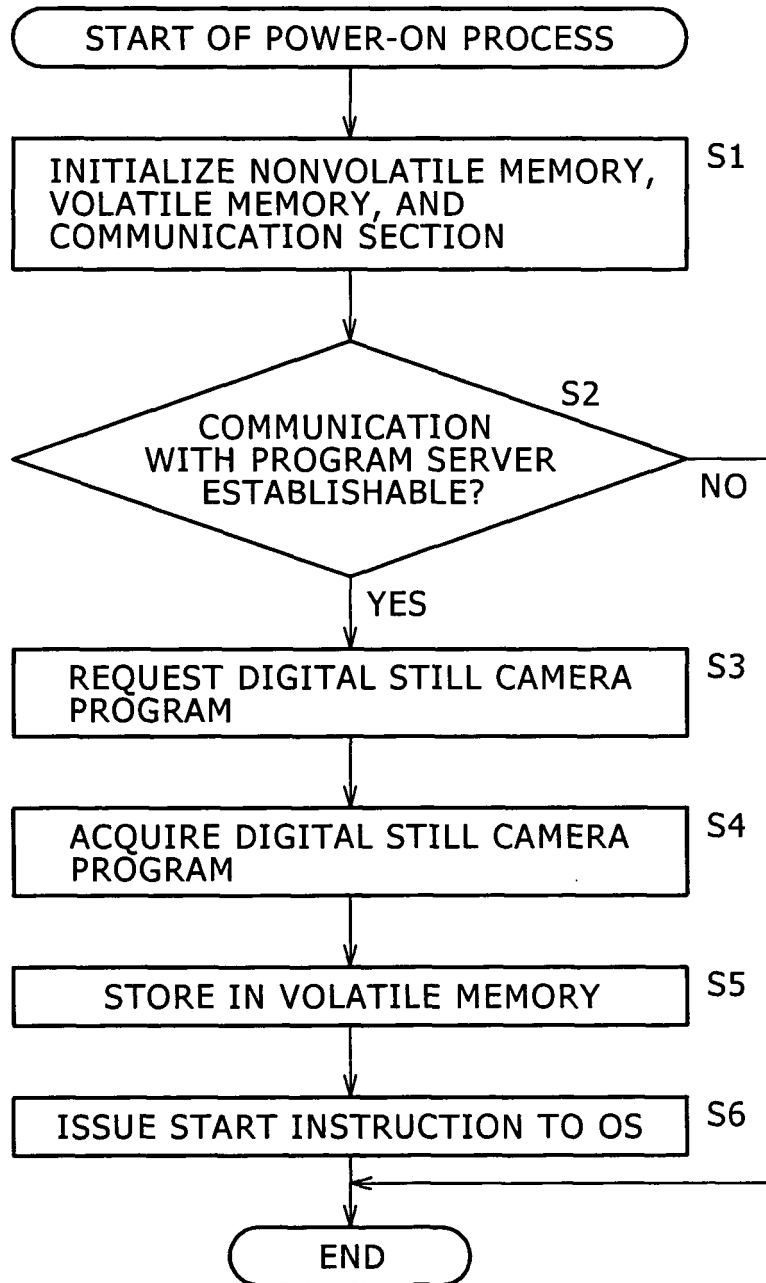 START OF POWER-ON PROCESS
S1
INITIALIZE NONVOLATILE MEMORY,
VOLATILE MEMORY, AND
COMMUNICATION SECTION
S2
COMMUNICATION
WITH PROGRAM SERVER
ESTABLISHABLE?
NO
YES
S3
REQUEST DIGITAL STILL CAMERA
PROGRAM
S4
ACQUIRE DIGITAL STILL CAMERA
PROGRAM
S5
STORE IN VOLATILE MEMORY
S6
ISSUE START INSTRUCTION TO OS
END